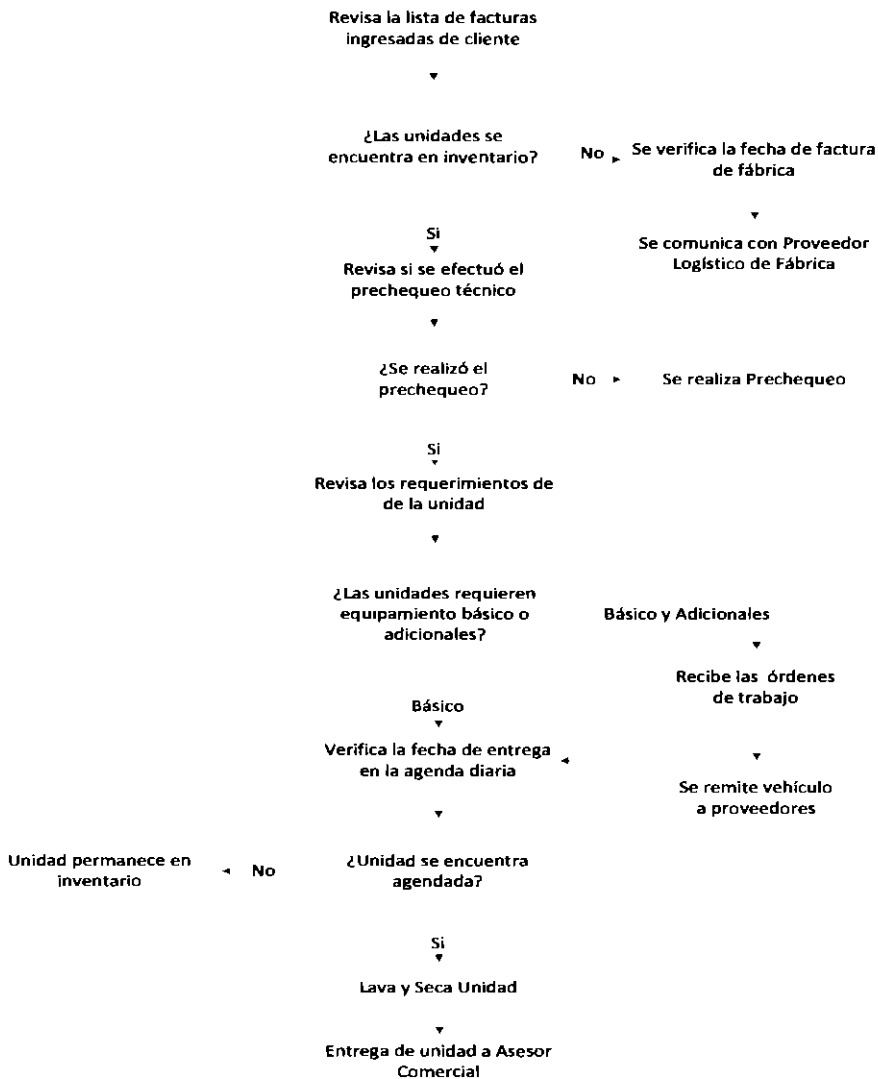 Revisa la lista de facturas
ingresadas de cliente
¿Las unidades se
encuentra en inventario?
No
Se verifica la fecha de factura
de fábrica
Si
Se comunica con Proveedor
Logístico de Fábrica
Revisa si se efectuó el
prechequeo técnico
¿Se realizó el
prechequeo?
No
Se realiza Prechequeo
Si
Revisa los requerimientos de
de la unidad
¿Las unidades requieren
equipamiento básico o
adicionales?
Básico y Adicionales
Recibe las órdenes
de trabajo
Básico
Verifica la fecha de entrega
en la agenda diaria
Se remite vehículo
a proveedores
Unidad permanece en
inventario
No
¿Unidad se encuentra
agendada?
Si
Lava y Seca Unidad
Entrega de unidad a Asesor
Comercial